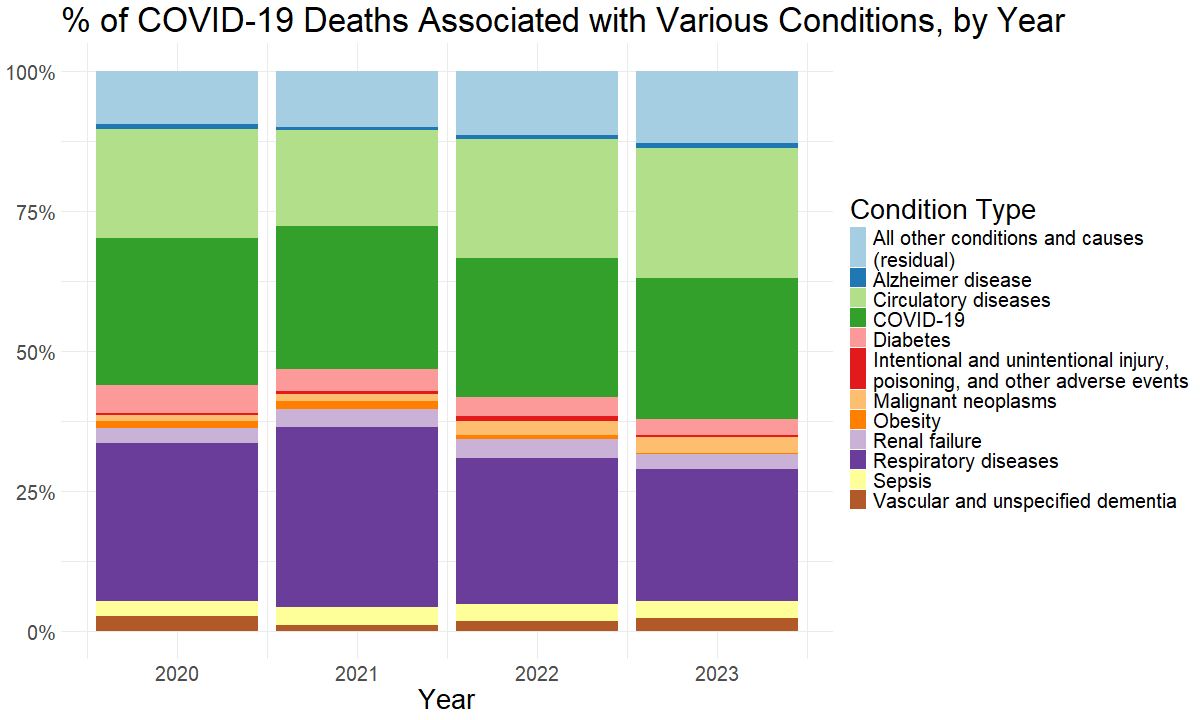 % of COVID-19 Deaths Associated with Various Conditions, by Year
100%
75%
50%
25%
0%
2020 2021 2022 2023
Year
Condition Type
All other conditions and causes
(residual)
Alzheimer disease
Circulatory diseases
COVID-19
Diabetes
Intentional and unintentional injury,
poisoning, and other adverse events
Malignant neoplasms
Obesity
Renal failure
Respiratory diseases
Sepsis
Vascular and unspecified dementia